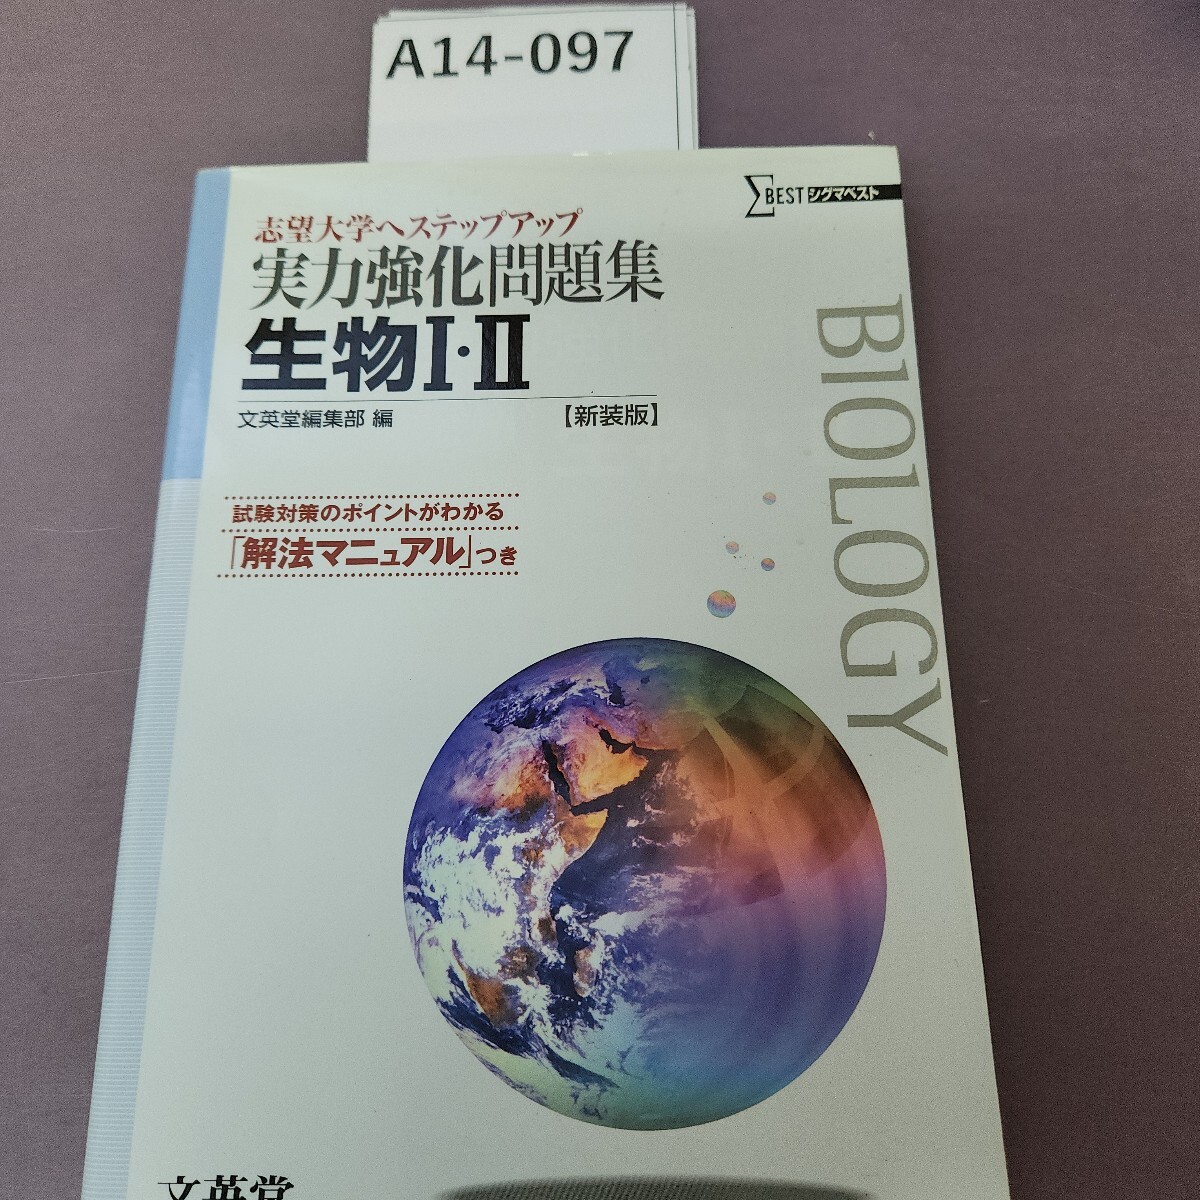 A14-097
ΣBEST シグマベスト
志望大学へステップアップ
実力強化問題集
生物Ⅰ・Ⅱ
文英堂編集部 編 【新装版】
BIOLOGY
試験対策のポイントがわかる
「解法マニュアル」つき
文英堂